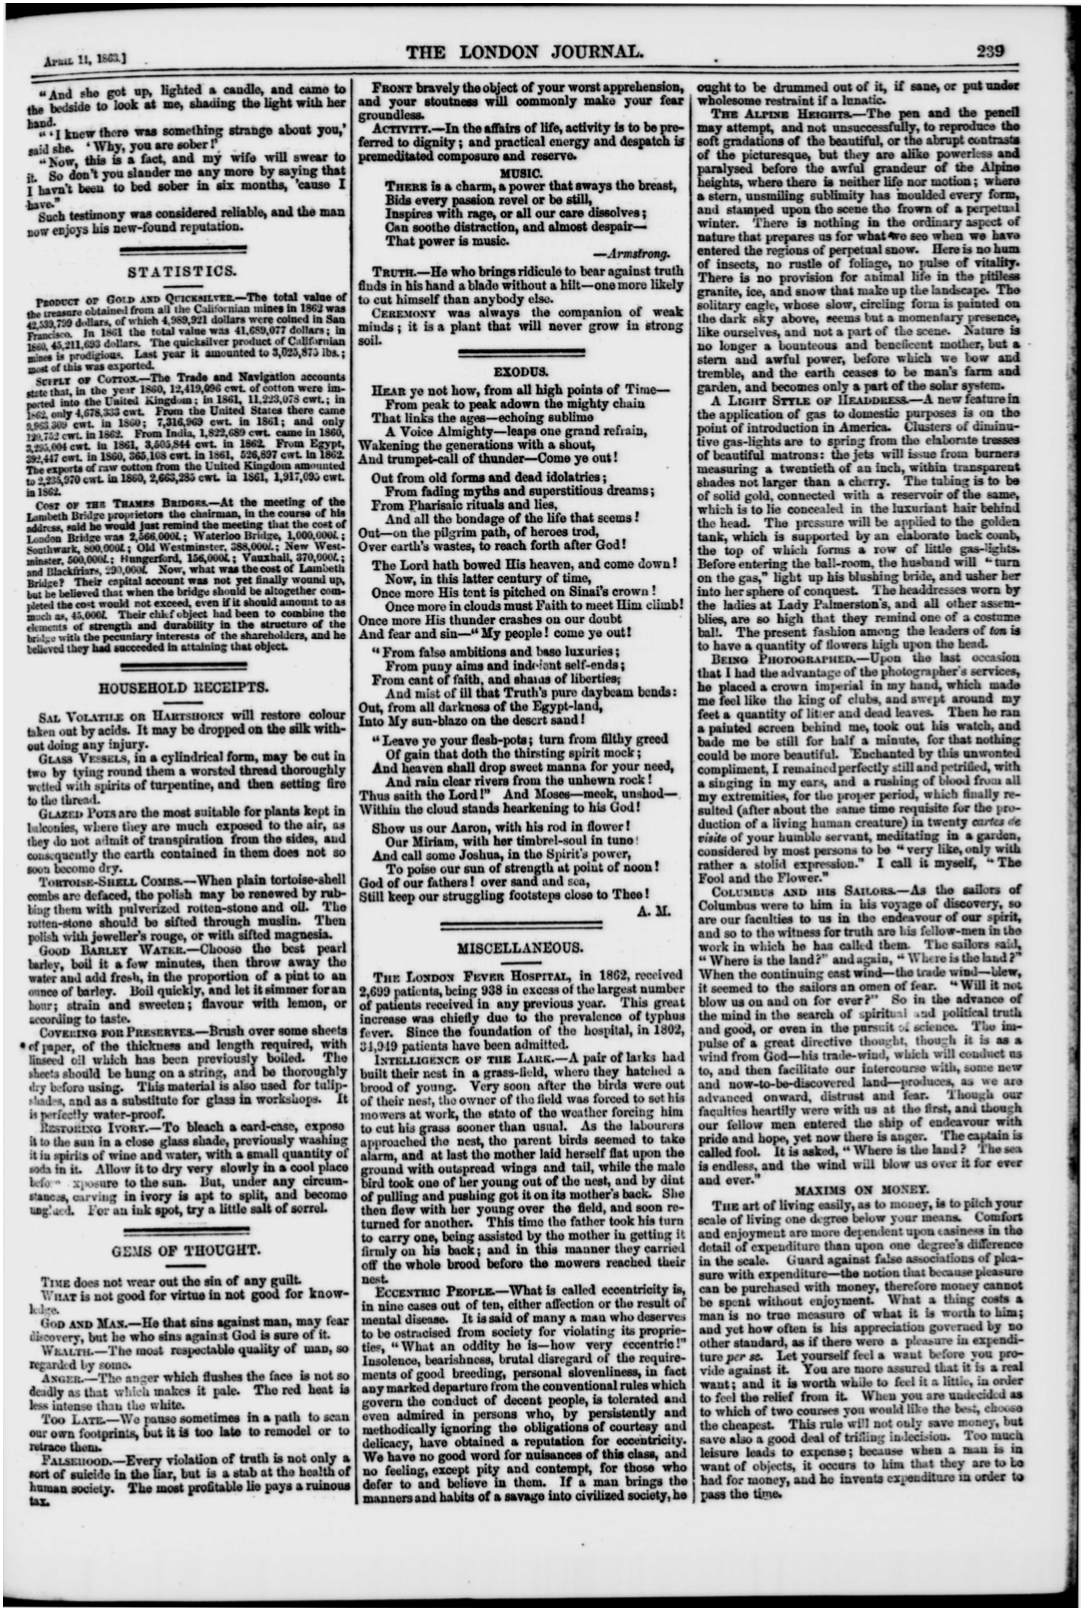 APRIL 11, 1863.]
THE LONDON JOURNAL.
239
"And she got up, lighted a candle, and came to
the bedside to look at me, shading the light with her
hand.
"'I knew there was something strange about you,'
said she. 'Why, you are sober!'
"Now, this is a fact, and my wife will swear to
it. So don't you slander me any more by saying that
I havn't been to bed sober in six months, 'cause I
have."
Such testimony was considered reliable, and the man
now enjoys his new-found reputation.
STATISTICS.
PRODUCT OF GOLD AND QUICKSILVER.—The total value of
the treasure obtained from all the Californian mines in 1862 was
42,539,799 dollars, of which 4,989,921 dollars were coined in San
Francisco. In 1861 the total value was 41,689,077 dollars; in
1860, 45,211,693 dollars. The quicksilver product of Californian
mines is prodigious. Last year it amounted to 3,025,875 lbs.;
most of this was exported.
SUPPLY OF COTTON.—The Trade and Navigation accounts
state that, in the year 1860, 12,419,096 cwt. of cotton were im-
ported into the United Kingdom; in 1861, 11,223,078 cwt.; in
1862, only 4,678,333 cwt. From the United States there came
9,963,309 cwt. in 1860; 7,316,969 cwt. in 1861; and only
120,752 cwt. in 1862. From India, 1,822,689 cwt. came in 1860,
3,295,004 cwt. in 1861, 3,505,844 cwt. in 1862. From Egypt,
392,447 cwt. in 1860, 365,108 cwt. in 1861, 526,897 cwt. in 1862.
The exports of raw cotton from the United Kingdom amounted
to 2,235,970 cwt. in 1860, 2,663,285 cwt. in 1861, 1,917,095 cwt.
in 1862.
COST OF THE THAMES BRIDGES.—At the meeting of the
Lambeth Bridge proprietors the chairman, in the course of his
address, said he would just remind the meeting that the cost of
London Bridge was 2,566,000l.; Waterloo Bridge, 1,000,000l.;
Southwark, 800,000l.; Old Westminster, 388,000l.; New West-
minster, 500,000l.; Hungerford, 156,000l.; Vauxhall, 370,000l.;
and Blackfriars, 290,000l. Now, what was the cost of Lambeth
Bridge? Their capital account was not yet finally wound up,
but he believed that when the bridge should be altogether com-
pleted the cost would not exceed, even if it should amount to as
much as, 45,000l. Their chief object had been to combine the
elements of strength and durability in the structure of the
bridge with the pecuniary interests of the shareholders, and he
believed they had succeeded in attaining that object.
HOUSEHOLD RECEIPTS.
SAL VOLATILE OR HARTSHORN will restore colour
taken out by acids. It may be dropped on the silk with-
out doing any injury.
GLASS VESSELS, in a cylindrical form, may be cut in
two by tying round them a worsted thread thoroughly
wetted with spirits of turpentine, and then setting fire
to the thread.
GLAZED POTS are the most suitable for plants kept in
balconies, where they are much exposed to the air, as
they do not admit of transpiration from the sides, and
consequently the earth contained in them does not so
soon become dry.
TORTOISE-SHELL COMBS.—When plain tortoise-shell
combs are defaced, the polish may be renewed by rub-
bing them with pulverized rotten-stone and oil. The
rotten-stone should be sifted through muslin. Then
polish with jeweller's rouge, or with sifted magnesia.
GOOD BARLEY WATER.—Choose the best pearl
barley, boil it a few minutes, then throw away the
water and add fresh, in the proportion of a pint to an
ounce of barley. Boil quickly, and let it simmer for an
hour; strain and sweeten; flavour with lemon, or
according to taste.
COVERING FOR PRESERVES.—Brush over some sheets
of paper, of the thickness and length required, with
linseed oil which has been previously boiled. The
sheets should be hung on a string, and be thoroughly
dry before using. This material is also used for tulip-
shades, and as a substitute for glass in workshops. It
is perfectly water-proof.
RESTORING IVORY.—To bleach a card-case, expose
it to the sun in a close glass shade, previously washing
it in spirits of wine and water, with a small quantity of
soda in it. Allow it to dry very slowly in a cool place
before exposure to the sun. But, under any circum-
stances, carving in ivory is apt to split, and become
unglued. For an ink spot, try a little salt of sorrel.
GEMS OF THOUGHT.
TIME does not wear out the sin of any guilt.
WHAT is not good for virtue in not good for know-
ledge.
GOD AND MAN.—He that sins against man, may fear
discovery, but he who sins against God is sure of it.
WEALTH.—The most respectable quality of man, so
regarded by some.
ANGER.—The anger which flushes the face is not so
deadly as that which makes it pale. The red heat is
less intense than the white.
TOO LATE.—We pause sometimes in a path to scan
our own footprints, but it is too late to remodel or to
retrace them.
FALSEHOOD.—Every violation of truth is not only a
sort of suicide in the liar, but is a stab at the health of
human society. The most profitable lie pays a ruinous
tax.
FRONT bravely the object of your worst apprehension,
and your stoutness will commonly make your fear
groundless.
ACTIVITY.—In the affairs of life, activity is to be pre-
ferred to dignity; and practical energy and despatch is
premeditated composure and reserve.
MUSIC.
THERE is a charm, a power that sways the breast,
Bids every passion revel or be still,
Inspires with rage, or all our care dissolves;
Can soothe distraction, and almost despair—
That power is music.
—Armstrong.
TRUTH.—He who brings ridicule to bear against truth
finds in his hand a blade without a hilt—one more likely
to cut himself than anybody else.
CEREMONY was always the companion of weak
minds; it is a plant that will never grow in strong
soil.
EXODUS.
HEAR ye not how, from all high points of Time—
From peak to peak adown the mighty chain
That links the ages—echoing sublime
A Voice Almighty—leaps one grand refrain,
Wakening the generations with a shout,
And trumpet-call of thunder—Come ye out!
Out from old forms and dead idolatries;
From fading myths and superstitious dreams;
From Pharisaic rituals and lies,
And all the bondage of the life that seems!
Out—on the pilgrim path, of heroes trod,
Over earth's wastes, to reach forth after God!
The Lord hath bowed His heaven, and come down!
Now, in this latter century of time,
Once more His tent is pitched on Sinai's crown!
Once more in clouds must Faith to meet Him climb!
Once more His thunder crashes on our doubt
And fear and sin—"My people! come ye out!
"From false ambitions and base luxuries;
From puny aims and indolent self-ends;
From cant of faith, and shams of liberties;
And mist of ill that Truth's pure daybeam bends:
Out, from all darkness of the Egypt-land,
Into My sun-blaze on the desert sand!
"Leave ye your flesh-pots; turn from filthy greed
Of gain that doth the thirsting spirit mock;
And heaven shall drop sweet manna for your need,
And rain clear rivers from the unhewn rock!
Thus saith the Lord!" And Moses—meek, unshod—
Within the cloud stands hearkening to his God!
Show us our Aaron, with his rod in flower!
Our Miriam, with her timbrel-soul in tune!
And call some Joshua, in the Spirit's power,
To poise our sun of strength at point of noon!
God of our fathers! over sand and sea,
Still keep our struggling footsteps close to Thee!
A. M.
MISCELLANEOUS.
THE LONDON FEVER HOSPITAL, in 1862, received
2,699 patients, being 938 in excess of the largest number
of patients received in any previous year. This great
increase was chiefly due to the prevalence of typhus
fever. Since the foundation of the hospital, in 1802,
34,949 patients have been admitted.
INTELLIGENCE OF THE LARK.—A pair of larks had
built their nest in a grass-field, where they hatched a
brood of young. Very soon after the birds were out
of their nest, the owner of the field was forced to set his
mowers at work, the state of the weather forcing him
to cut his grass sooner than usual. As the labourers
approached the nest, the parent birds seemed to take
alarm, and at last the mother laid herself flat upon the
ground with outspread wings and tail, while the male
bird took one of her young out of the nest, and by dint
of pulling and pushing got it on its mother's back. She
then flew with her young over the field, and soon re-
turned for another. This time the father took his turn
to carry one, being assisted by the mother in getting it
firmly on his back; and in this manner they carried
off the whole brood before the mowers reached their
nest.
ECCENTRIC PEOPLE.—What is called eccentricity is,
in nine cases out of ten, either affection or the result of
mental disease. It is said of many a man who deserves
to be ostracised from society for violating its proprie-
ties, "What an oddity he is—how very eccentric!"
Insolence, bearishness, brutal disregard of the require-
ments of good breeding, personal slovenliness, in fact
any marked departure from the conventional rules which
govern the conduct of decent people, is tolerated and
even admired in persons who, by persistently and
methodically ignoring the obligations of courtesy and
delicacy, have obtained a reputation for eccentricity.
We have no good word for nuisances of this class, and
no feeling, except pity and contempt, for those who
defer to and believe in them. If a man brings the
manners and habits of a savage into civilized society, he
ought to be drummed out of it, if sane, or put under
wholesome restraint if a lunatic.
THE ALPINE HEIGHTS.—The pen and the pencil
may attempt, and not unsuccessfully, to reproduce the
soft gradations of the beautiful, or the abrupt contrasts
of the picturesque, but they are alike powerless and
paralysed before the awful grandeur of the Alpine
heights, where there is neither life nor motion; where
a stern, unsmiling sublimity has moulded every form,
and stamped upon the scene the frown of a perpetual
winter. There is nothing in the ordinary aspect of
nature that prepares us for what we see when we have
entered the regions of perpetual snow. Here is no hum
of insects, no rustle of foliage, no pulse of vitality.
There is no provision for animal life in the pitiless
granite, ice, and snow that make up the landscape. The
solitary eagle, whose slow, circling form is painted on
the dark sky above, seems but a momentary presence,
like ourselves, and not a part of the scene. Nature is
no longer a bounteous and beneficent mother, but a
stern and awful power, before which we bow and
tremble, and the earth ceases to be man's farm and
garden, and becomes only a part of the solar system.
A LIGHT STYLE OF HEADDRESS.—A new feature in
the application of gas to domestic purposes is on the
point of introduction in America. Clusters of diminu-
tive gas-lights are to spring from the elaborate tresses
of beautiful matrons: the jets will issue from burners
measuring a twentieth of an inch, within transparent
shades not larger than a cherry. The tubing is to be
of solid gold, connected with a reservoir of the same,
which is to lie concealed in the luxuriant hair behind
the head. The pressure will be applied to the golden
tank, which is supported by an elaborate back comb,
the top of which forms a row of little gas-lights.
Before entering the ball-room, the husband will "turn
on the gas," light up his blushing bride, and usher her
into her sphere of conquest. The headdresses worn by
the ladies at Lady Palmerston's, and all other assem-
blies, are so high that they remind one of a costume
ball. The present fashion among the leaders of ton is
to have a quantity of flowers high upon the head.
BEING PHOTOGRAPHED.—Upon the last occasion
that I had the advantage of the photographer's services,
he placed a crown imperial in my hand, which made
me feel like the king of clubs, and swept around my
feet a quantity of litter and dead leaves. Then he ran
a painted screen behind me, took out his watch, and
bade me be still for half a minute, for that nothing
could be more beautiful. Enchanted by this unwonted
compliment, I remained perfectly still and petrified, with
a singing in my ears, and a rushing of blood from all
my extremities, for the proper period, which finally re-
sulted (after about the same time requisite for the pro-
duction of a living human creature) in twenty cartes de
visite of your humble servant, meditating in a garden,
considered by most persons to be "very like, only with
rather a stolid expression." I call it myself, "The
Fool and the Flower."
COLUMBUS AND HIS SAILORS.—As the sailors of
Columbus were to him in his voyage of discovery, so
are our faculties to us in the endeavour of our spirit,
and so to the witness for truth are his fellow-men in the
work in which he has called them. The sailors said,
"Where is the land?" and again, "Where is the land?"
When the continuing east wind—the trade wind—blew,
it seemed to the sailors an omen of fear. "Will it not
blow us on and on for ever?" So in the advance of
the mind in the search of spiritual and political truth
and good, or even in the pursuit of science. The im-
pulse of a great directive thought, though it is as a
wind from God—his trade-wind, which will conduct us
to, and then facilitate our intercourse with, some new
and now-to-be-discovered land—produces, as we are
advanced onward, distrust and fear. Though our
faculties heartily were with us at the first, and though
our fellow men entered the ship of endeavour with
pride and hope, yet now there is anger. The captain is
called fool. It is asked, "Where is the land? The sea
is endless, and the wind will blow us over it for ever
and ever."
MAXIMS ON MONEY.
THE art of living easily, as to money, is to pitch your
scale of living one degree below your means. Comfort
and enjoyment are more dependent upon easiness in the
detail of expenditure than upon one degree's difference
in the scale. Guard against false associations of plea-
sure with expenditure—the notion that because pleasure
can be purchased with money, therefore money cannot
be spent without enjoyment. What a thing costs a
man is no true measure of what it is worth to him;
and yet how often is his appreciation governed by no
other standard, as if there were a pleasure in expendi-
ture per se. Let yourself feel a want before you pro-
vide against it. You are more assured that it is a real
want; and it is worth while to feel it a little, in order
to feel the relief from it. When you are undecided as
to which of two courses you would like the best, choose
the cheapest. This rule will not only save money, but
save also a good deal of trifling indecision. Too much
leisure leads to expense; because when a man is in
want of objects, it occurs to him that they are to be
had for money, and he invents expenditure in order to
pass the time.